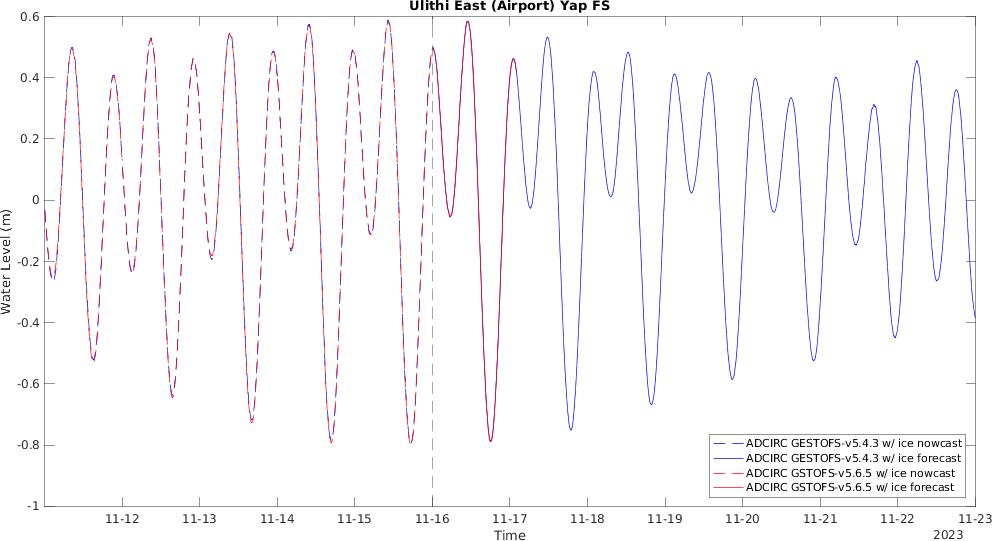 Ulithi East (Airport) Yap FS
0.6
0.4
0.2
0
-0.2
-0.4
-0.6
-0.8
-1
Water Level (m)
ADCIRC GESTOFS-v5.4.3 w/ ice nowcast
ADCIRC GESTOFS-v5.4.3 w/ ice forecast
ADCIRC GSTOFS-v5.6.5 w/ ice nowcast
ADCIRC GSTOFS-v5.6.5 w/ ice forecast
11-12 11-13 11-14 11-15 11-16 11-17 11-18 11-19 11-20 11-21 11-22 11-23
Time
2023